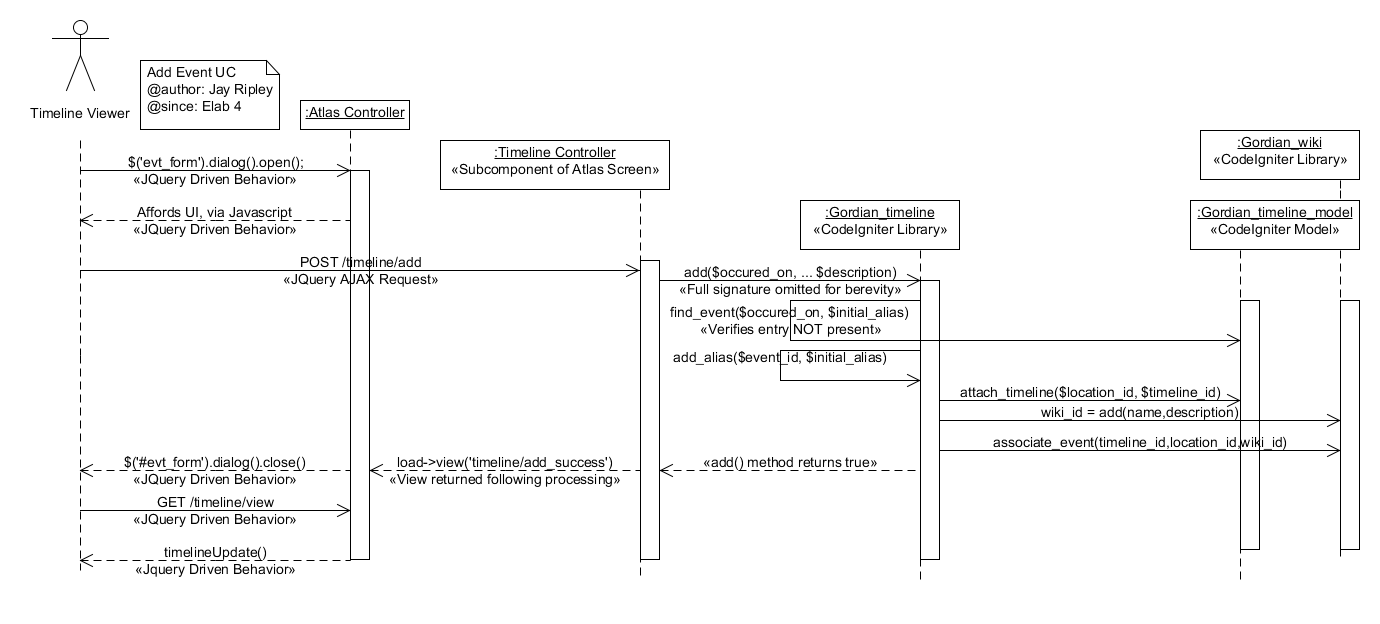 Timeline Viewer
Add Event UC
@author: Jay Ripley
@since: Elab 4
:Atlas Controller
:Timeline Controller
«Subcomponent of Atlas Screen»
:Gordian_wiki
«CodeIgniter Library»
:Gordian_timeline
«CodeIgniter Library»
:Gordian_timeline_model
«CodeIgniter Model»
$('evt_form').dialog().open();
«JQuery Driven Behavior»
Affords UI, via Javascript
«JQuery Driven Behavior»
POST /timeline/add
«JQuery AJAX Request»
add($occured_on, ... $description)
«Full signature omitted for berevity»
find_event($occured_on, $initial_alias)
«Verifies entry NOT present»
add_alias($event_id, $initial_alias)
attach_timeline($location_id, $timeline_id)
wiki_id = add(name,description)
associate_event(timeline_id,location_id,wiki_id)
«add() method returns true»
load->view('timeline/add_success')
«View returned following processing»
$('#evt_form').dialog().close()
«JQuery Driven Behavior»
GET /timeline/view
«JQuery Driven Behavior»
timelineUpdate()
«Jquery Driven Behavior»